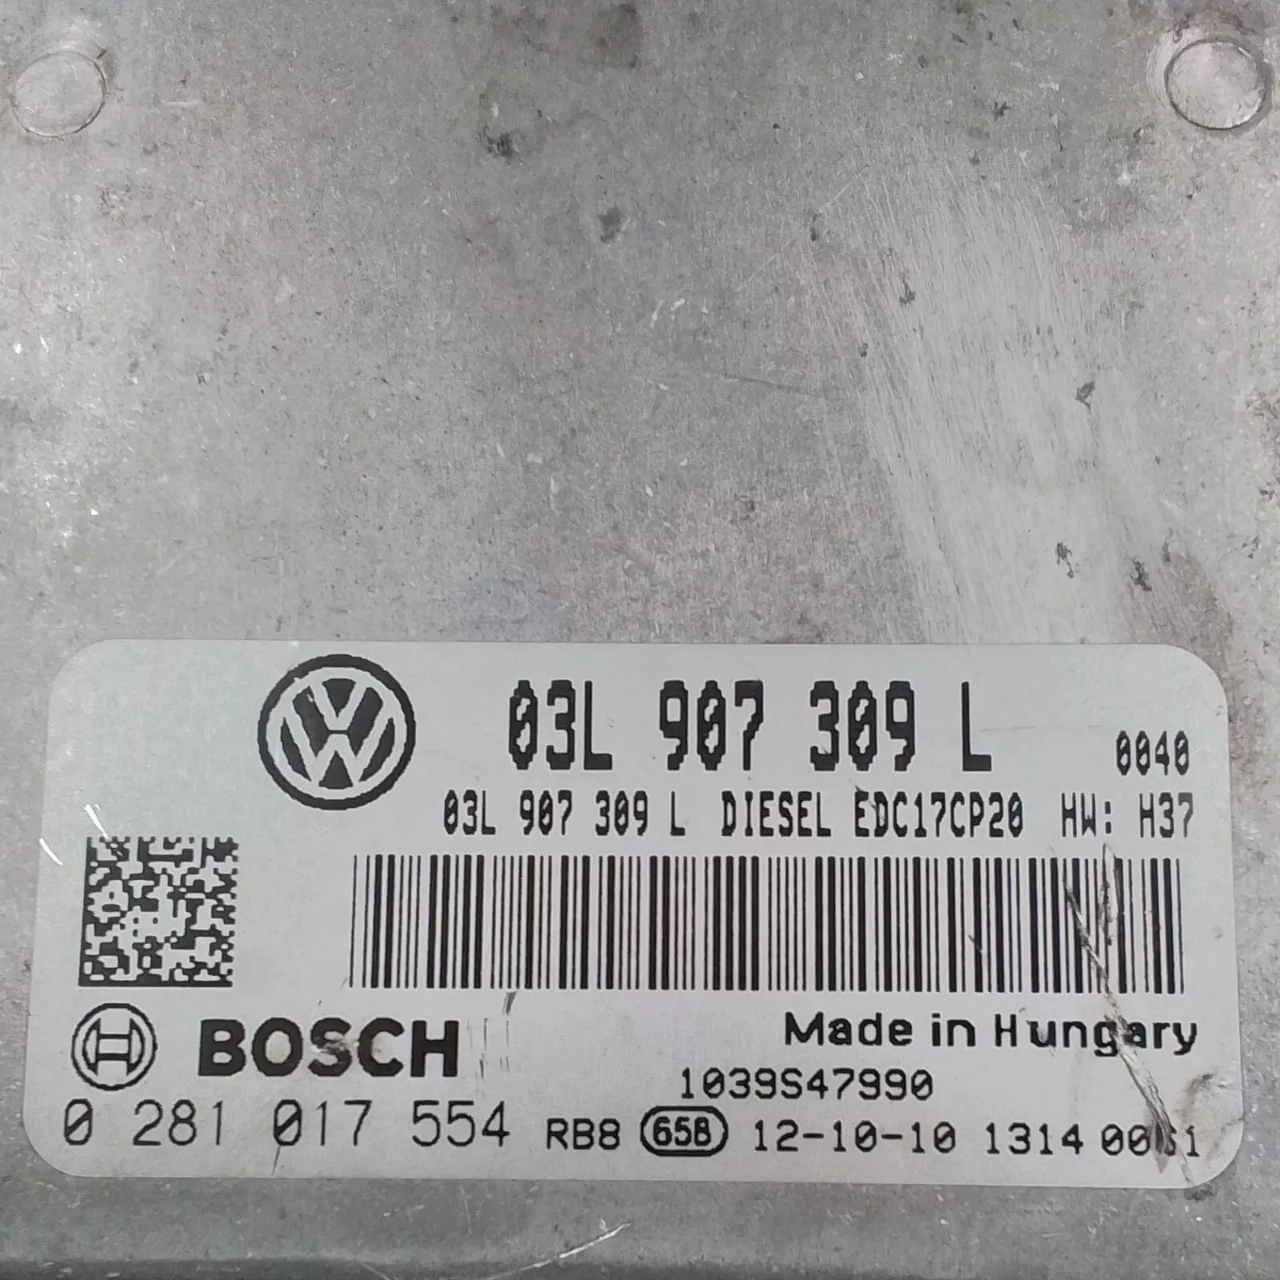 03L 907 309 L
0040
03L 907 309 L DIESEL EDC17CP20 HW: H37
BOSCH
Made in Hungary
1039S47990
0 281 017 554 RB8 658 12-10-10 1314